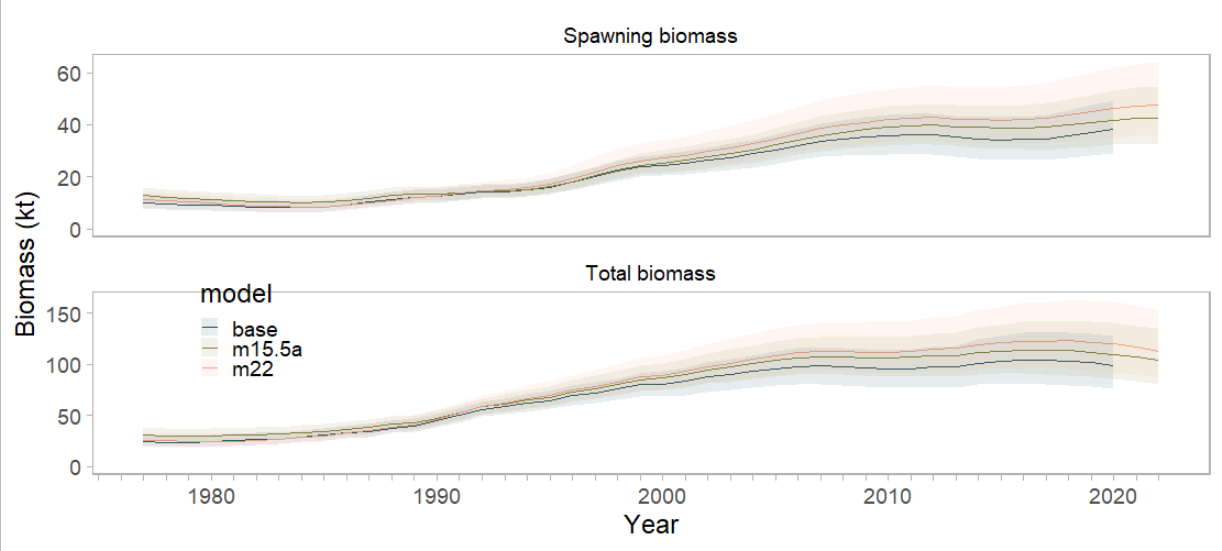 Spawning biomass
60
40
20
0
Biomass (kt)
Total biomass
model
base
m15.5a
m22
150
100
50
0
1980 1990 2000 2010 2020
Year